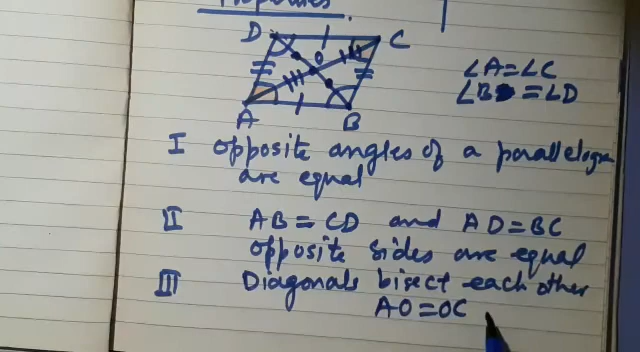 Properties.
D
C
O
A
B
∠A=∠C
∠B = ∠D
I opposite angles of a parallelogram
are equal
II AB = CD and AD=BC
opposite sides are equal
III Diagonals bisect each other
AO=OC